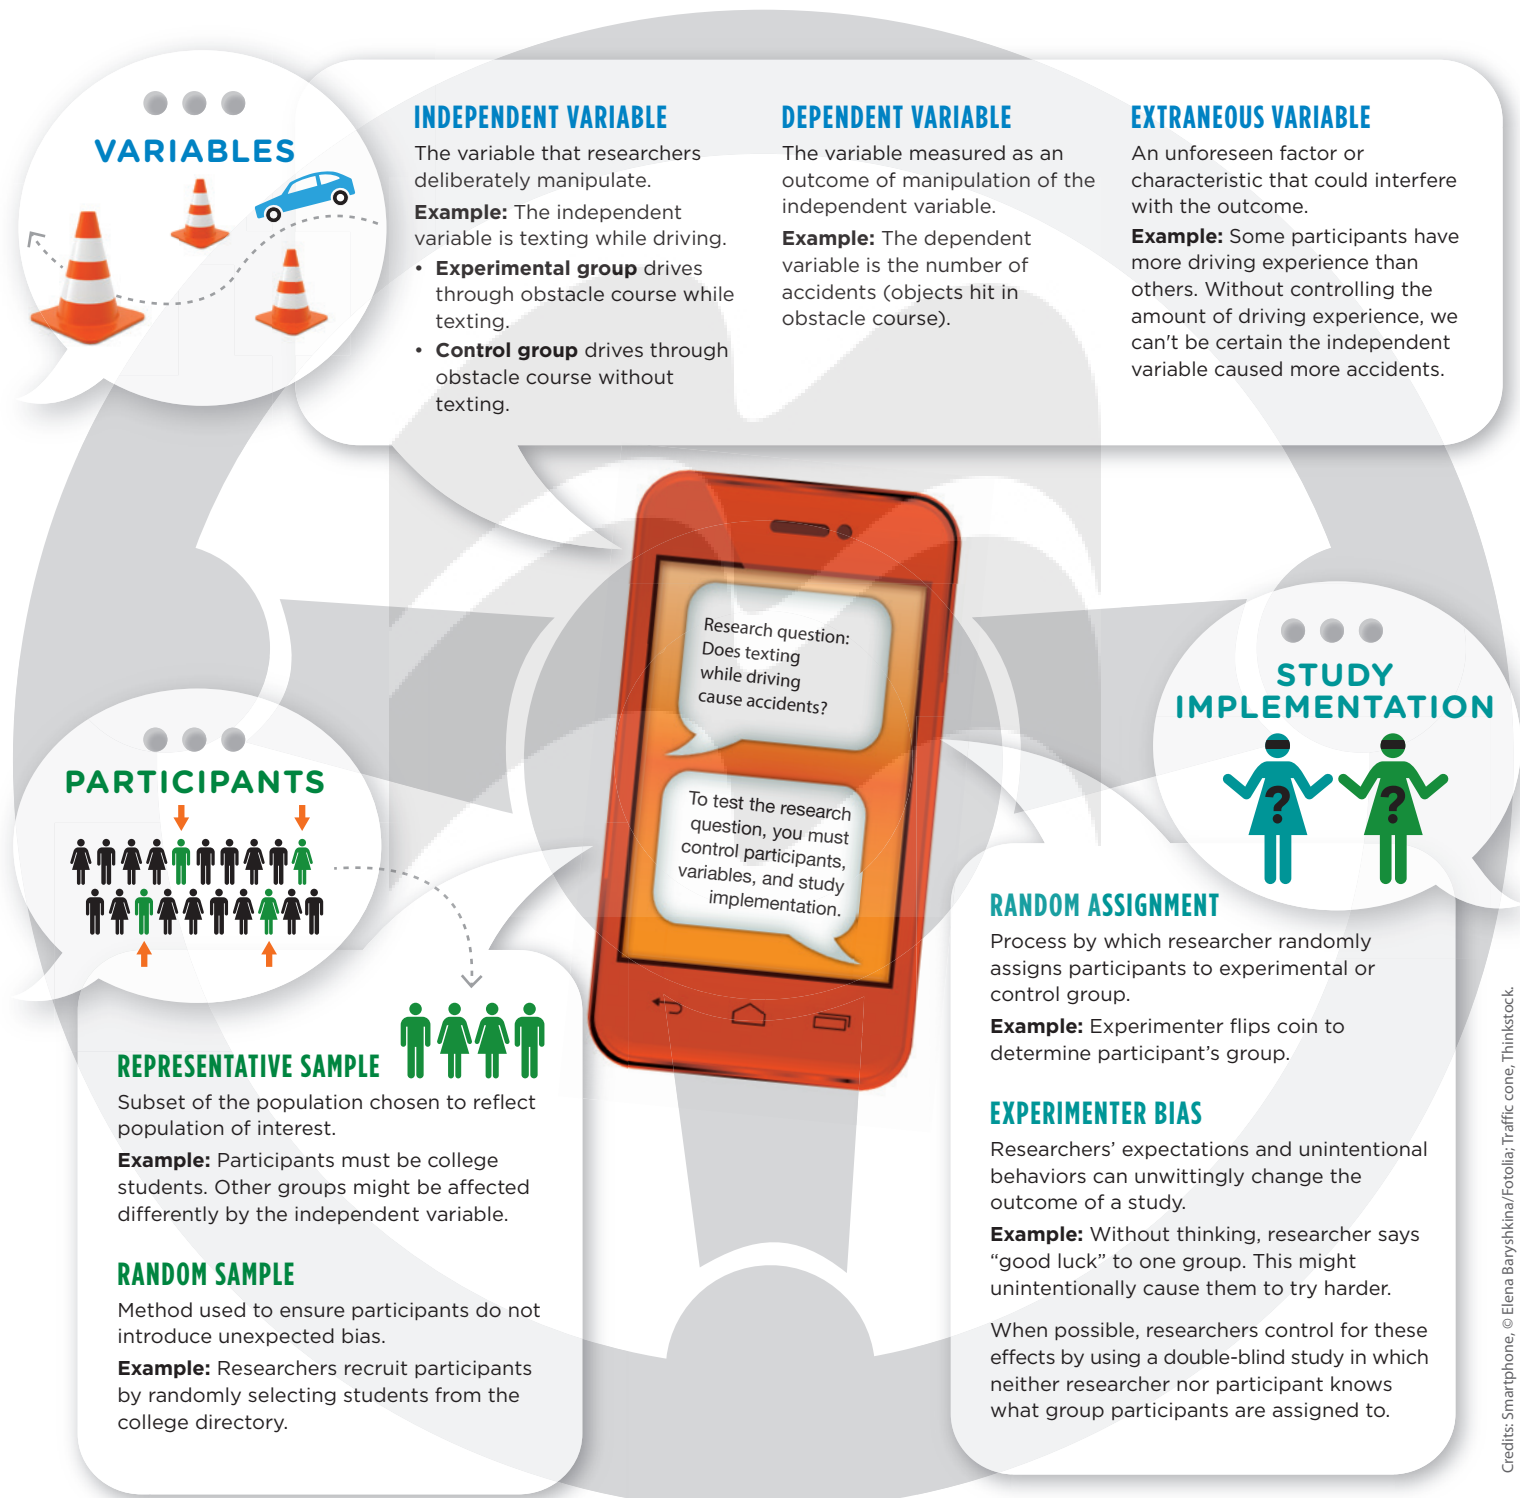 VARIABLES
INDEPENDENT VARIABLE
The variable that researchers
deliberately manipulate.
Example: The independent
variable is texting while driving.
• Experimental group drives
through obstacle course while
texting.
• Control group drives through
obstacle course without
texting.
DEPENDENT VARIABLE
The variable measured as an
outcome of manipulation of the
independent variable.
Example: The dependent
variable is the number of
accidents (objects hit in
obstacle course).
EXTRANEOUS VARIABLE
An unforeseen factor or
characteristic that could interfere
with the outcome.
Example: Some participants have
more driving experience than
others. Without controlling the
amount of driving experience, we
can't be certain the independent
variable caused more accidents.
Research question:
Does texting
while driving
cause accidents?
To test the research
question, you must
control participants,
variables, and study
implementation.
PARTICIPANTS
REPRESENTATIVE SAMPLE
Subset of the population chosen to reflect
population of interest.
Example: Participants must be college
students. Other groups might be affected
differently by the independent variable.
RANDOM SAMPLE
Method used to ensure participants do not
introduce unexpected bias.
Example: Researchers recruit participants
by randomly selecting students from the
college directory.
STUDY
IMPLEMENTATION
? ?
RANDOM ASSIGNMENT
Process by which researcher randomly
assigns participants to experimental or
control group.
Example: Experimenter flips coin to
determine participant’s group.
EXPERIMENTER BIAS
Researchers’ expectations and unintentional
behaviors can unwittingly change the
outcome of a study.
Example: Without thinking, researcher says
“good luck” to one group. This might
unintentionally cause them to try harder.
When possible, researchers control for these
effects by using a double-blind study in which
neither researcher nor participant knows
what group participants are assigned to.
Credits: Smartphone, © Elena Baryshkina/Fotolia; Traffic cone, Thinkstock.